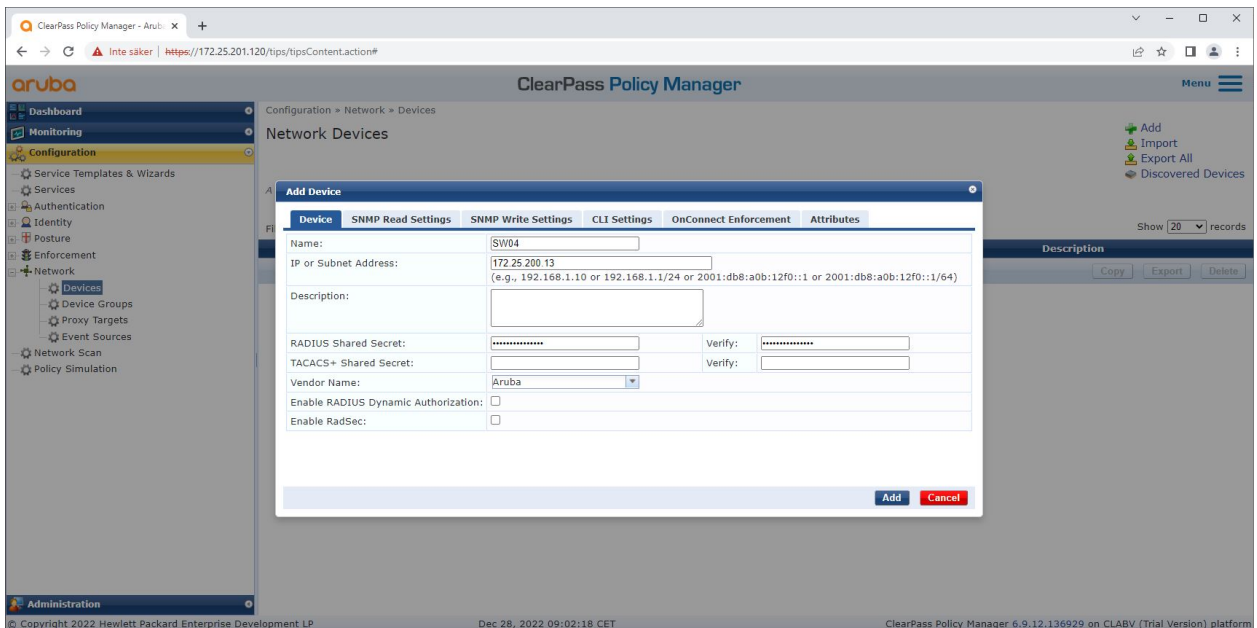 ClearPass Policy Manager - Arub
Inte säker | https://172.25.201.120/tips/tipsContent.action#
aruba
ClearPass Policy Manager
Menu
Dashboard
Monitoring
Configuration
Service Templates & Wizards
Services
Authentication
Identity
Posture
Enforcement
Network
Devices
Device Groups
Proxy Targets
Event Sources
Network Scan
Policy Simulation
Administration
Configuration » Network » Devices
Network Devices
Add
Import
Export All
Discovered Devices
A
Fi
Show 20 records
Description
Copy Export Delete
Add Device
Device SNMP Read Settings SNMP Write Settings CLI Settings OnConnect Enforcement Attributes
Name: SW04
IP or Subnet Address: 172.25.200.13
(e.g., 192.168.1.10 or 192.168.1.1/24 or 2001:db8:a0b:12f0::1 or 2001:db8:a0b:12f0::1/64)
Description:
RADIUS Shared Secret: ••••••••••••••• Verify: •••••••••••••••
TACACS+ Shared Secret: Verify:
Vendor Name: Aruba
Enable RADIUS Dynamic Authorization:
Enable RadSec:
Add Cancel
© Copyright 2022 Hewlett Packard Enterprise Development LP
Dec 28, 2022 09:02:18 CET
ClearPass Policy Manager 6.9.12.136929 on CLABV (Trial Version) platform